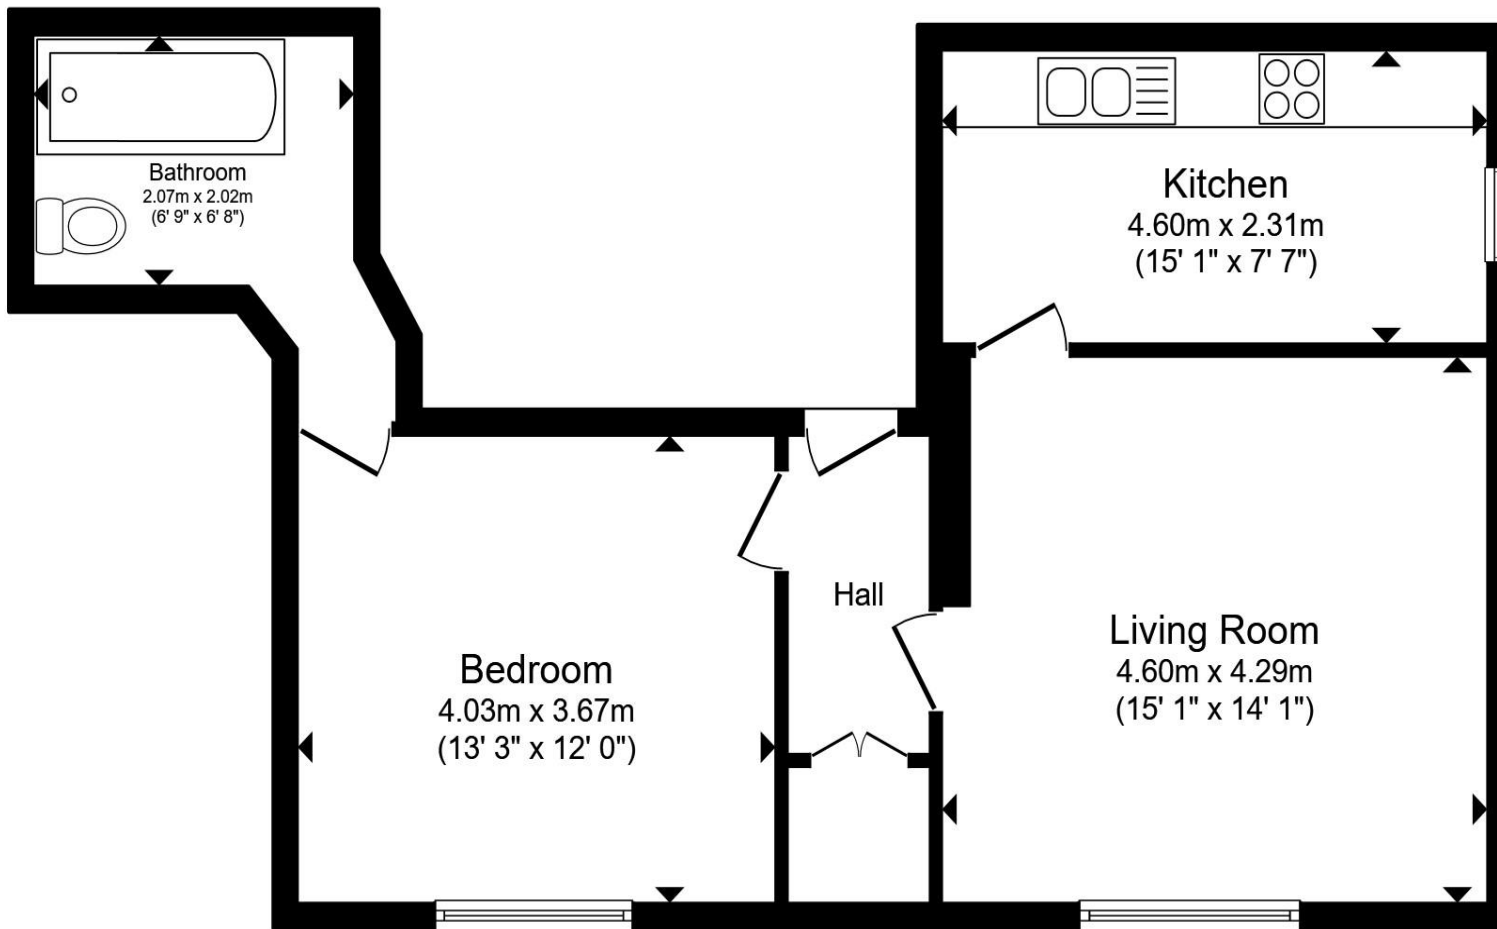 Bathroom
2.07m x 2.02m
(6' 9" x 6' 8")
Kitchen
4.60m x 2.31m
(15' 1" x 7' 7")
Hall
Living Room
4.60m x 4.29m
(15' 1" x 14' 1")
Bedroom
4.03m x 3.67m
(13' 3" x 12' 0")